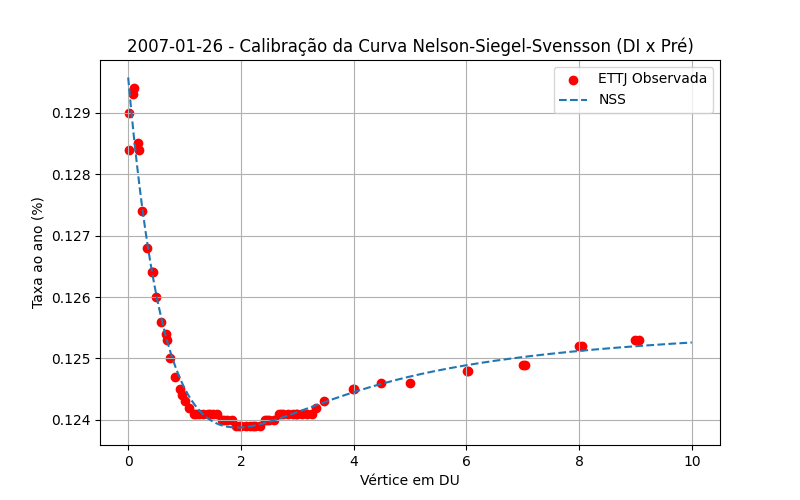 2007-01-26 - Calibração da Curva Nelson-Siegel-Svensson (DI x Pré)
ETTJ Observada
NSS
Taxa ao ano (%)
0.129
0.128
0.127
0.126
0.125
0.124
0 2 4 6 8 10
Vértice em DU